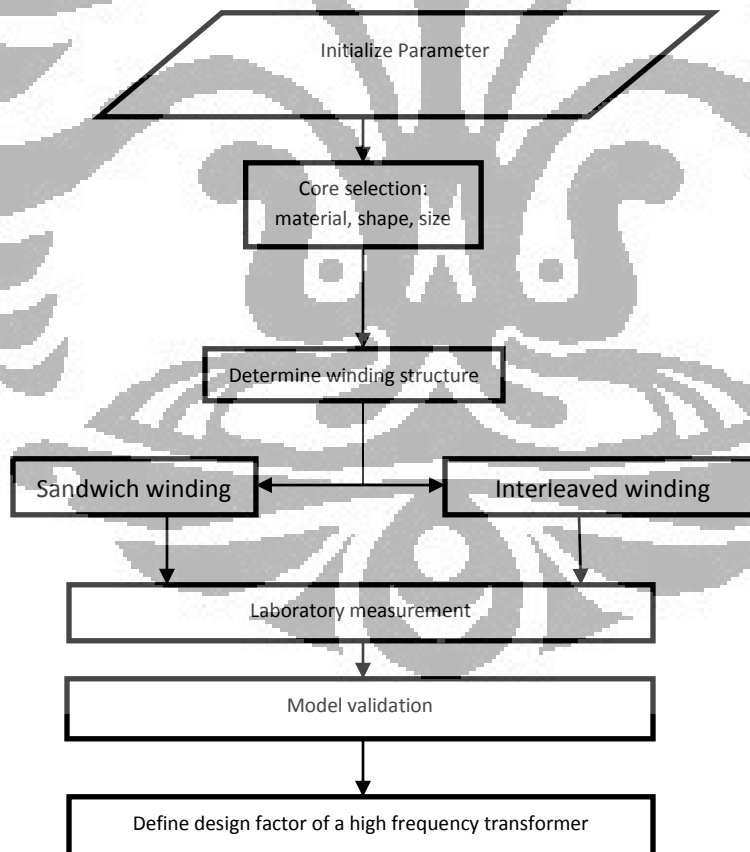 Initialize Parameter
Core selection:
material, shape, size
Determine winding structure
Sandwich winding
Interleaved winding
Laboratory measurement
Model validation
Define design factor of a high frequency transformer